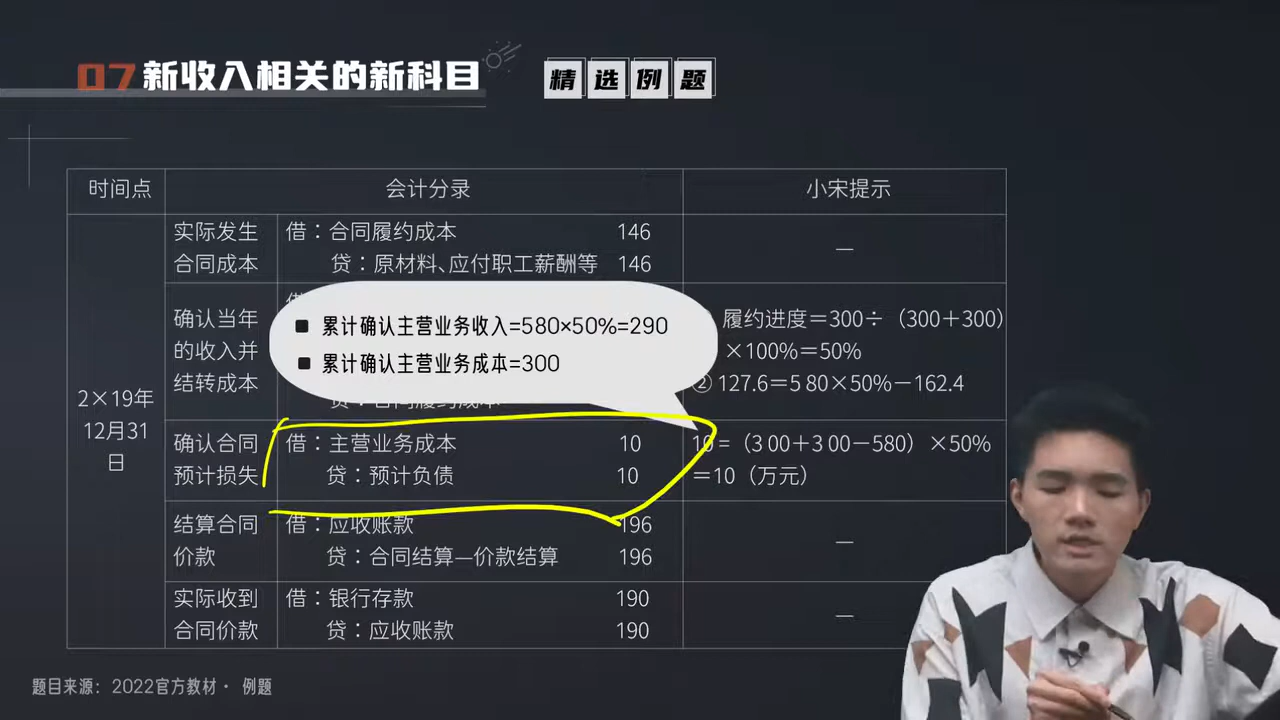 07新收入相关的新科目
精选例题
时间点
会计分录
小宋提示
实际发生
合同成本
借：合同履约成本 146
贷：原材料、应付职工薪酬等 146
—
确认当年
的收入并
结转成本
■ 累计确认主营业务收入=580×50%=290
■ 累计确认主营业务成本=300
履约进度＝300÷（300＋300）
×100%＝50%
② 127.6＝5 80×50%－162.4
2×19年
12月31
日
确认合同
预计损失
借：主营业务成本 10
贷：预计负债 10
10＝（3 00＋3 00－580）×50%
＝10（万元）
结算合同
价款
借：应收账款 196
贷：合同结算—价款结算 196
—
实际收到
合同价款
借：银行存款 190
贷：应收账款 190
—
题目来源：2022官方教材· 例题